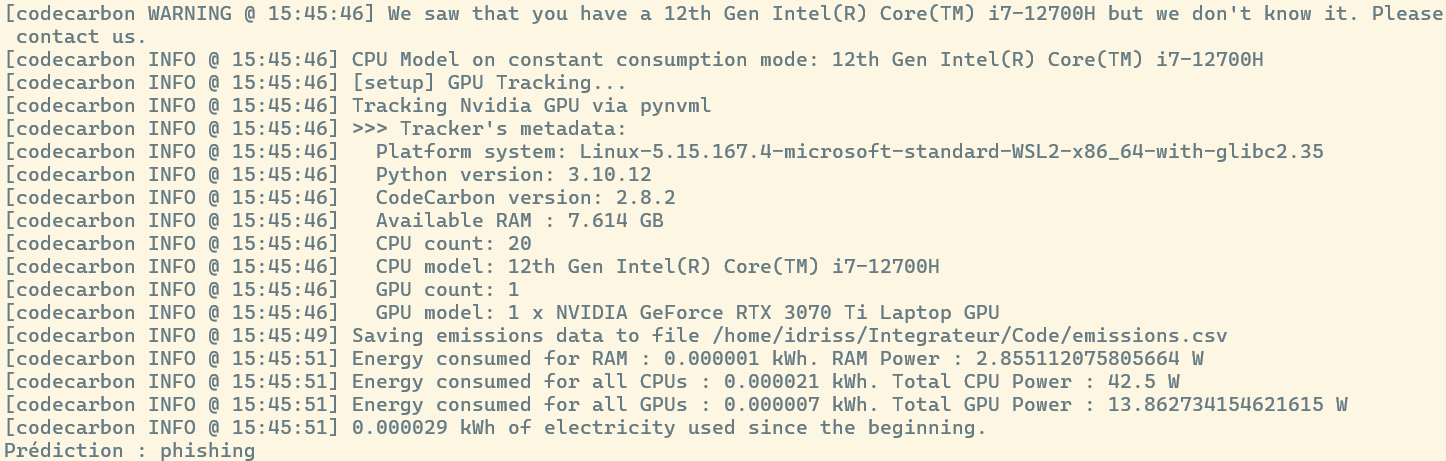 [codecarbon WARNING @ 15:45:46] We saw that you have a 12th Gen Intel(R) Core(TM) i7-12700H but we don't know it. Please
contact us.
[codecarbon INFO @ 15:45:46] CPU Model on constant consumption mode: 12th Gen Intel(R) Core(TM) i7-12700H
[codecarbon INFO @ 15:45:46] [setup] GPU Tracking...
[codecarbon INFO @ 15:45:46] Tracking Nvidia GPU via pynvml
[codecarbon INFO @ 15:45:46] >>> Tracker's metadata:
[codecarbon INFO @ 15:45:46]   Platform system: Linux-5.15.167.4-microsoft-standard-WSL2-x86_64-with-glibc2.35
[codecarbon INFO @ 15:45:46]   Python version: 3.10.12
[codecarbon INFO @ 15:45:46]   CodeCarbon version: 2.8.2
[codecarbon INFO @ 15:45:46]   Available RAM : 7.614 GB
[codecarbon INFO @ 15:45:46]   CPU count: 20
[codecarbon INFO @ 15:45:46]   CPU model: 12th Gen Intel(R) Core(TM) i7-12700H
[codecarbon INFO @ 15:45:46]   GPU count: 1
[codecarbon INFO @ 15:45:46]   GPU model: 1 x NVIDIA GeForce RTX 3070 Ti Laptop GPU
[codecarbon INFO @ 15:45:49] Saving emissions data to file /home/idriss/Integrateur/Code/emissions.csv
[codecarbon INFO @ 15:45:51] Energy consumed for RAM : 0.000001 kWh. RAM Power : 2.855112075805664 W
[codecarbon INFO @ 15:45:51] Energy consumed for all CPUs : 0.000021 kWh. Total CPU Power : 42.5 W
[codecarbon INFO @ 15:45:51] Energy consumed for all GPUs : 0.000007 kWh. Total GPU Power : 13.862734154621615 W
[codecarbon INFO @ 15:45:51] 0.000029 kWh of electricity used since the beginning.
Prédiction : phishing